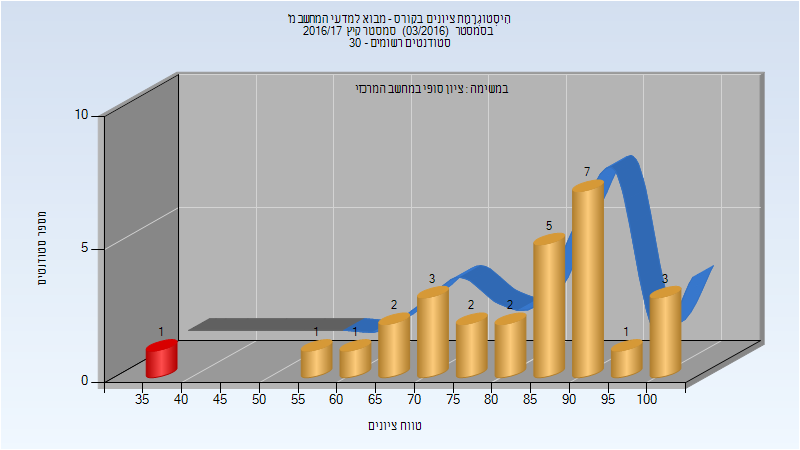 היסטוגרמת ציונים בקורס - מבוא למדעי המחשב מ'
בסמסטר (03/2016) סמסטר קיץ 2016/17
סטודנטים רשומים - 30
במשימה : ציון סופי במחשב המרכזי
10
5
0
מספר סטודנטים
1 1 1 2 3 2 2 5 7 1 3
35 40 45 50 55 60 65 70 75 80 85 90 95 100
טווח ציונים